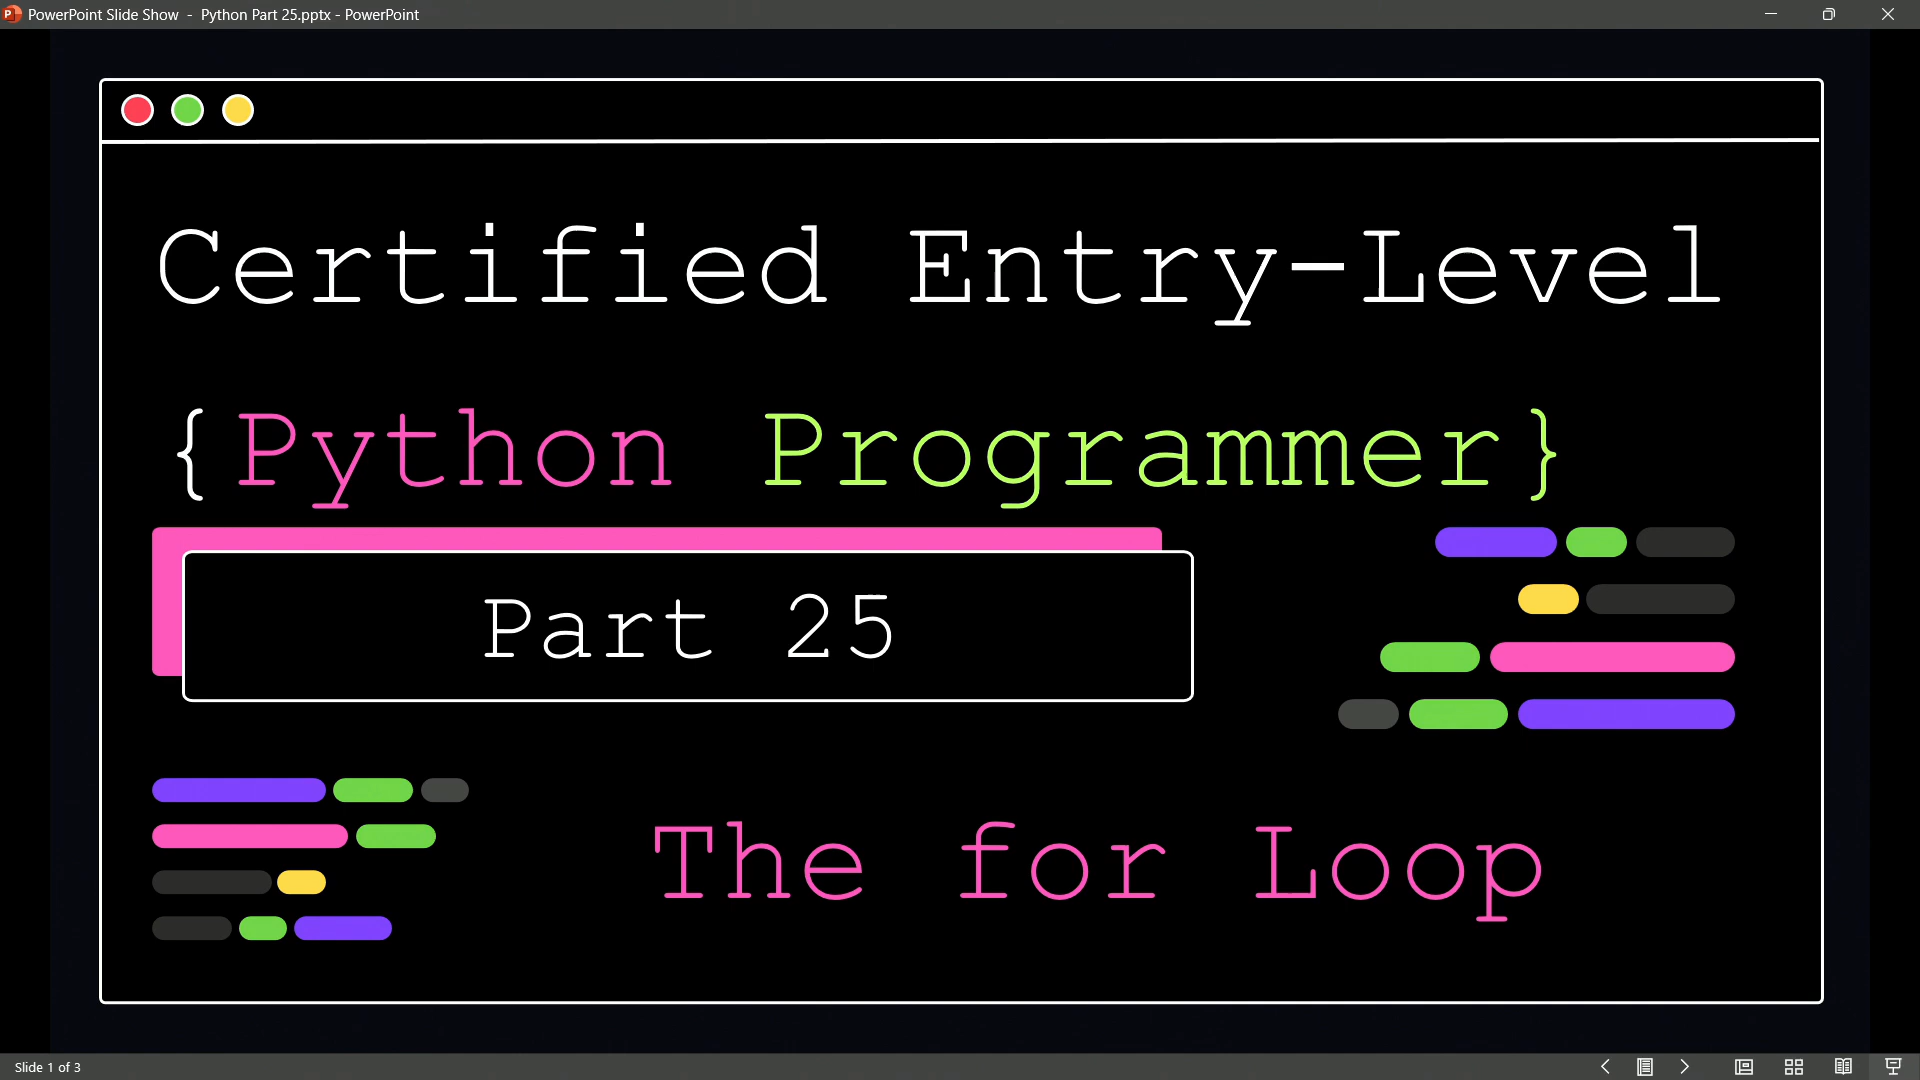 PowerPoint Slide Show - Python Part 25.pptx - PowerPoint
Certified Entry-Level
{Python Programmer}
Part 25
The for Loop
Slide 1 of 3